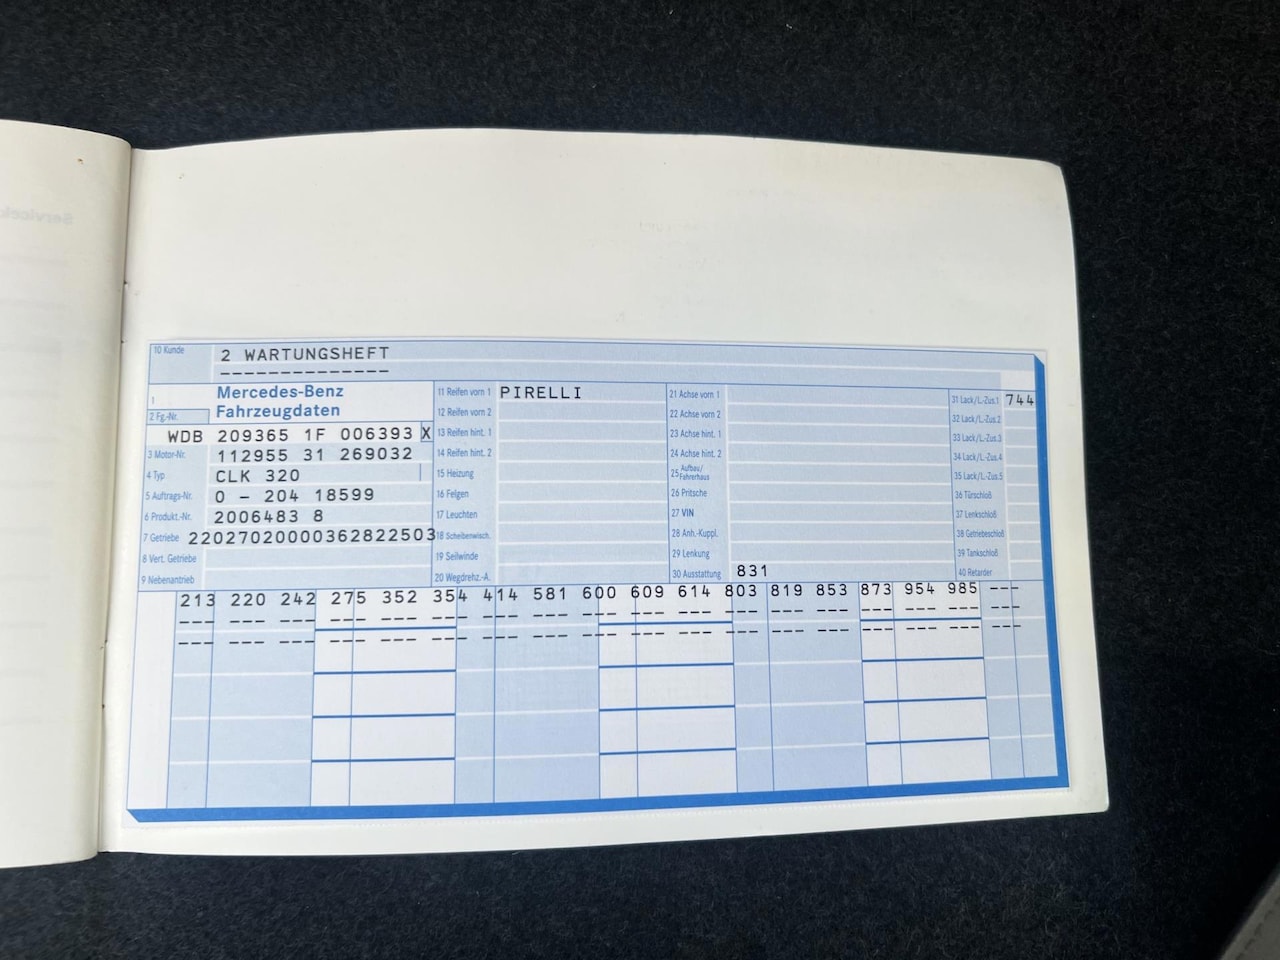 10 Kunde 2 WARTUNGSHEFT
--------------
1 Mercedes-Benz
2 Fg.-Nr. Fahrzeugdaten
WDB 209365 1F 006393 X
3 Motor-Nr. 112955 31 269032
4 Typ CLK 320
5 Auftrags-Nr. 0 - 204 18599
6 Produkt.-Nr. 2006483 8
7 Getriebe 22027020000362822503
8 Vert. Getriebe
9 Nebenantrieb
11 Reifen vorn 1 PIRELLI
12 Reifen vorn 2
13 Reifen hint. 1
14 Reifen hint. 2
15 Heizung
16 Felgen
17 Leuchten
18 Scheibenwisch.
19 Seilwinde
20 Wegdrehz.-A.
21 Achse vorn 1
22 Achse vorn 2
23 Achse hint. 1
24 Achse hint. 2
25 Aufbau/
Fahrerhaus
26 Pritsche
27 VIN
28 Anh.-Kuppl.
29 Lenkung
30 Ausstattung 831
31 Lack/L.-Zus.1 744
32 Lack/L.-Zus.2
33 Lack/L.-Zus.3
34 Lack/L.-Zus.4
35 Lack/L.-Zus.5
36 Türschloß
37 Lenkschloß
38 Getriebeschloß
39 Tankschloß
40 Retarder
213 220 242 275 352 354 414 581 600 609 614 803 819 853 873 954 985 ---
--- --- --- --- --- --- --- --- --- --- --- --- --- --- --- --- --- ---
--- --- --- --- --- --- --- --- --- --- --- --- --- --- --- --- --- ---